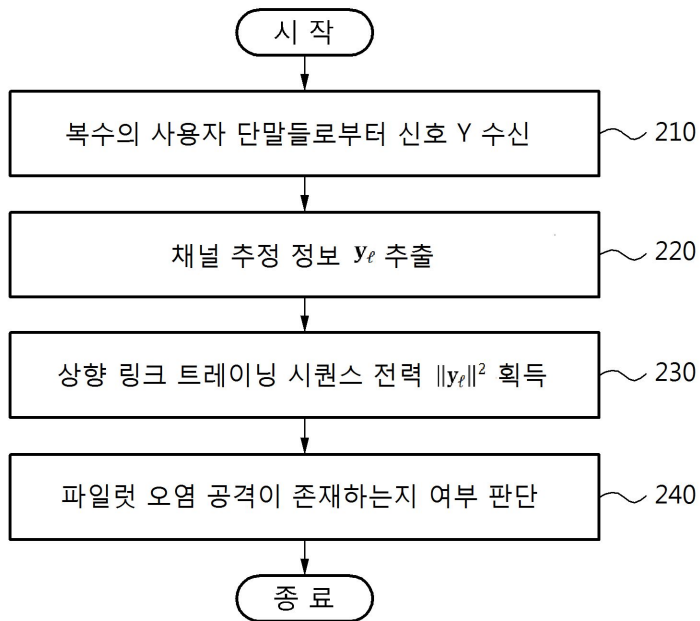 시 작
복수의 사용자 단말들로부터 신호 Y 수신
210
채널 추정 정보 yℓ 추출
220
상향 링크 트레이닝 시퀀스 전력 ||yℓ||² 획득
230
파일럿 오염 공격이 존재하는지 여부 판단
240
종 료